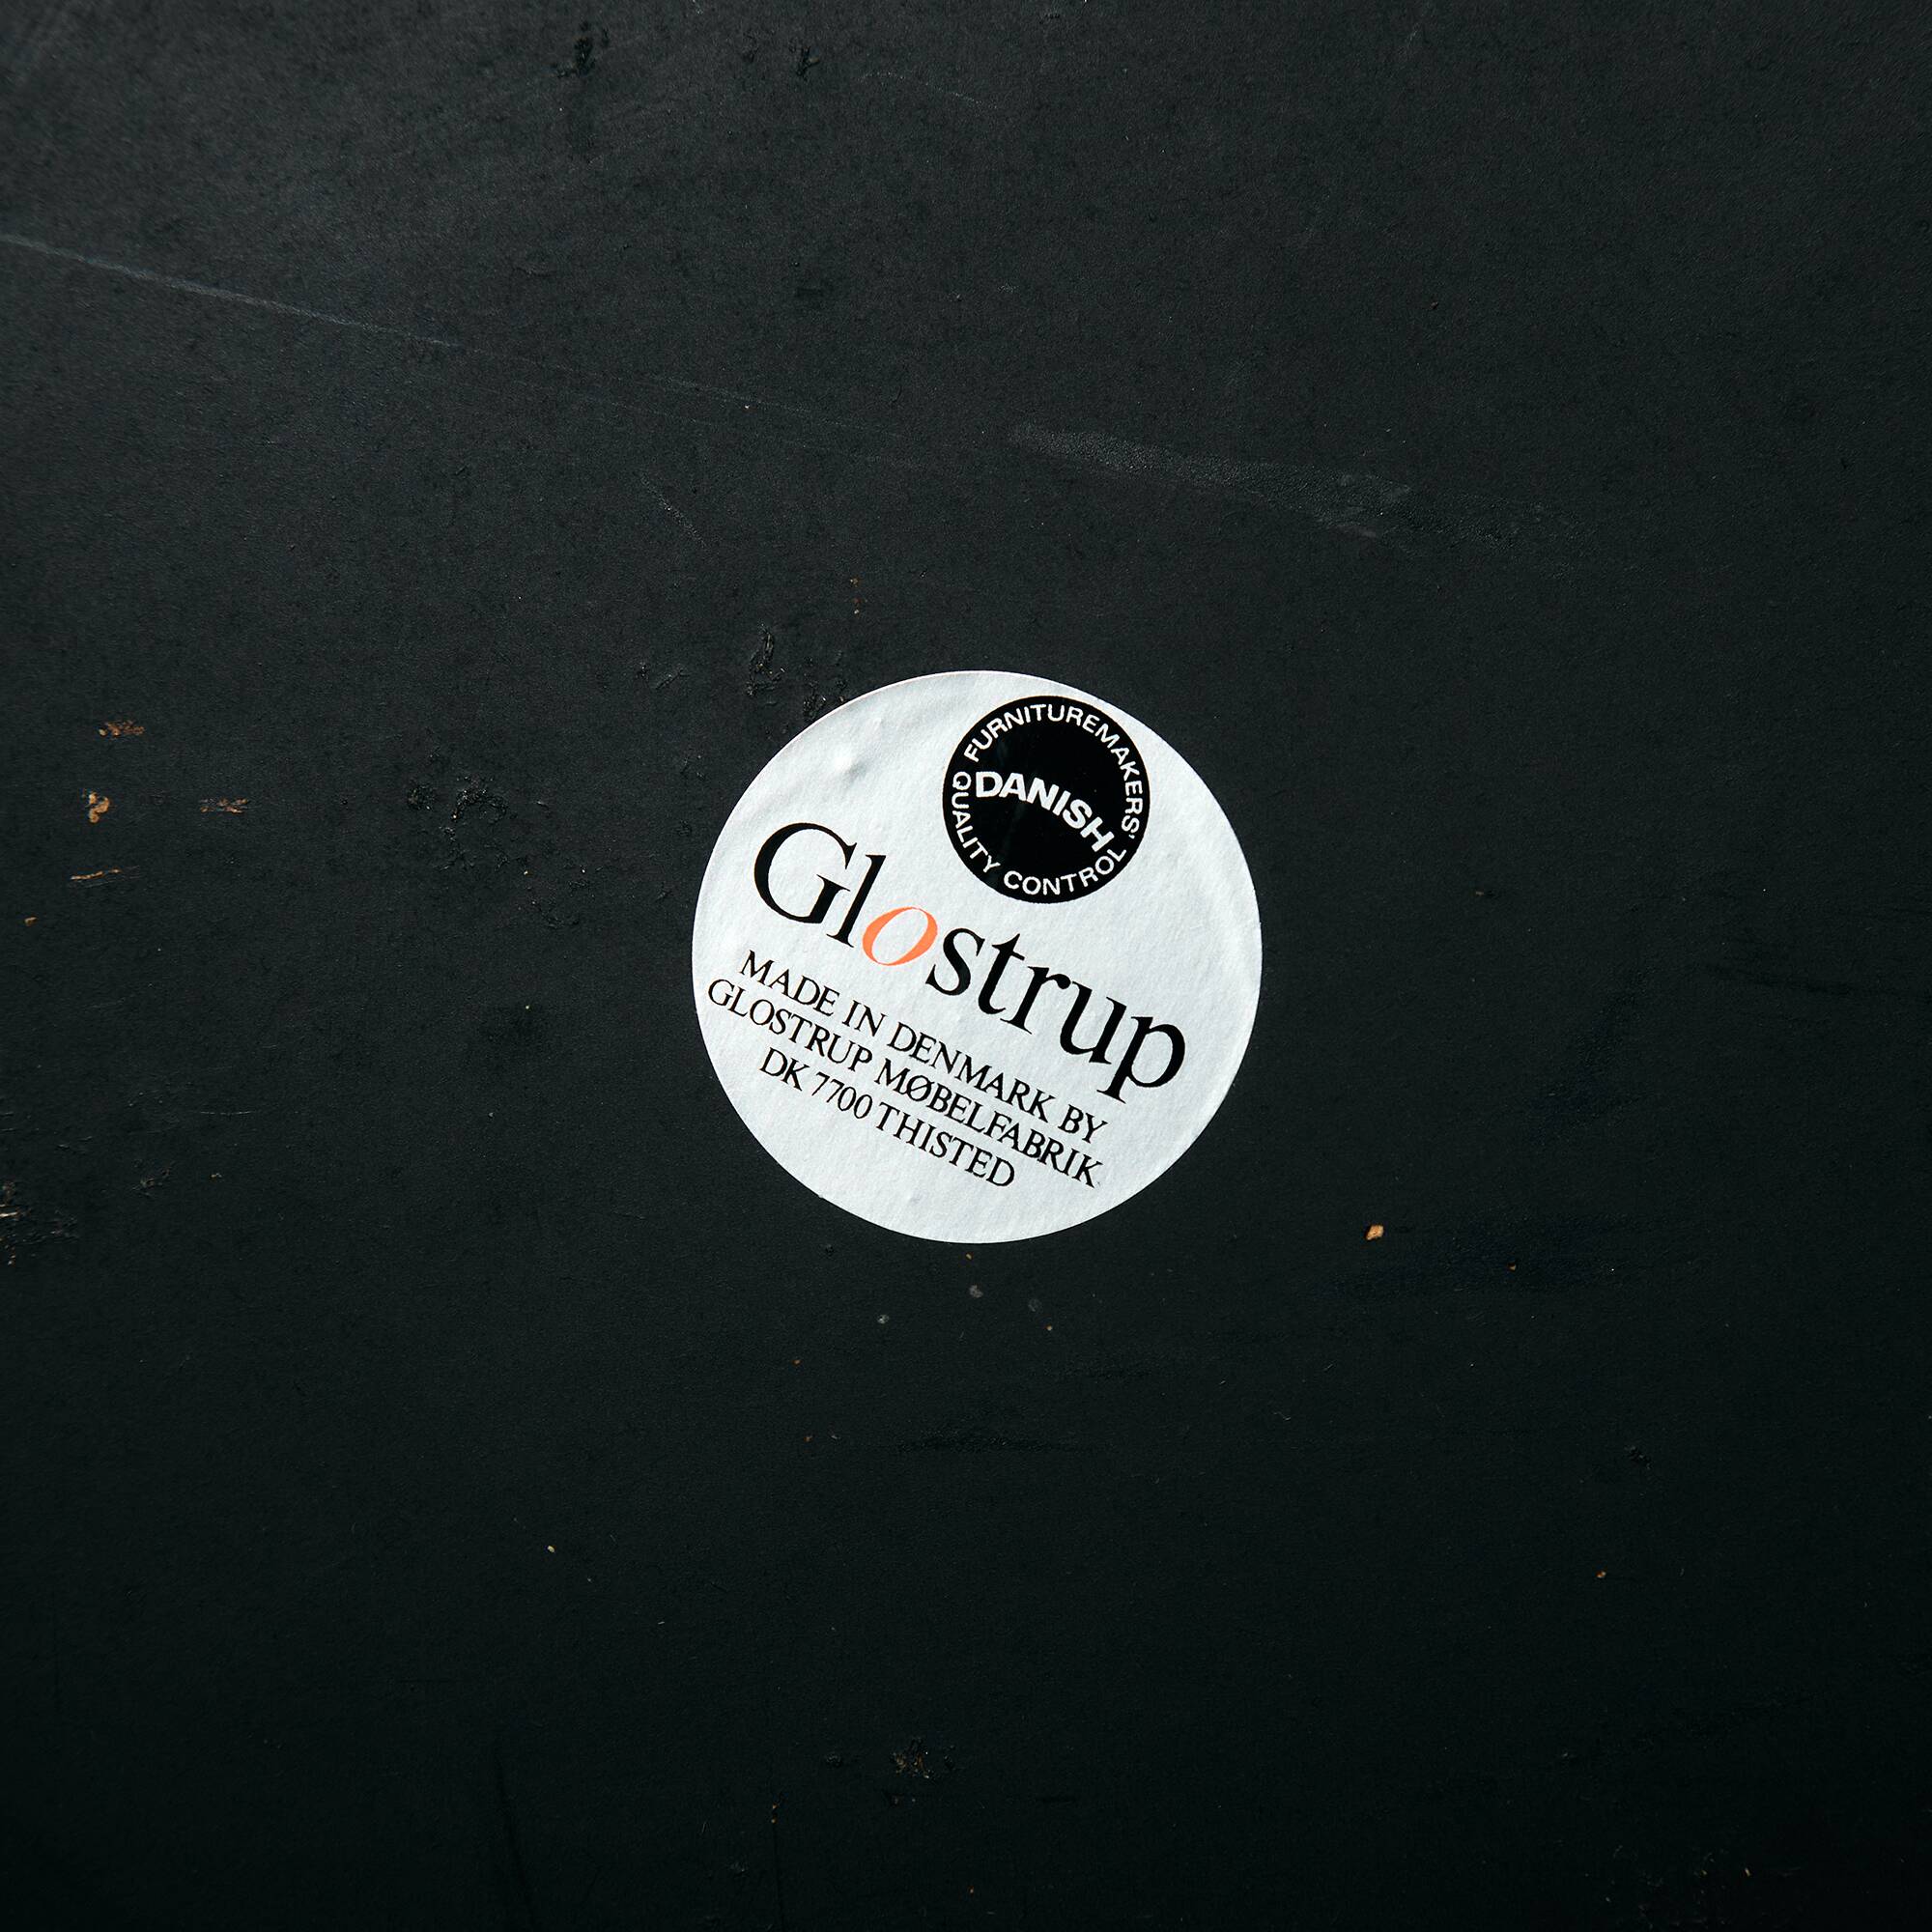 FURNITUREMAKERS'
DANISH
QUALITY CONTROL
Glostrup
MADE IN DENMARK BY
GLOSTRUP MØBELFABRIK
DK 7700 THISTED